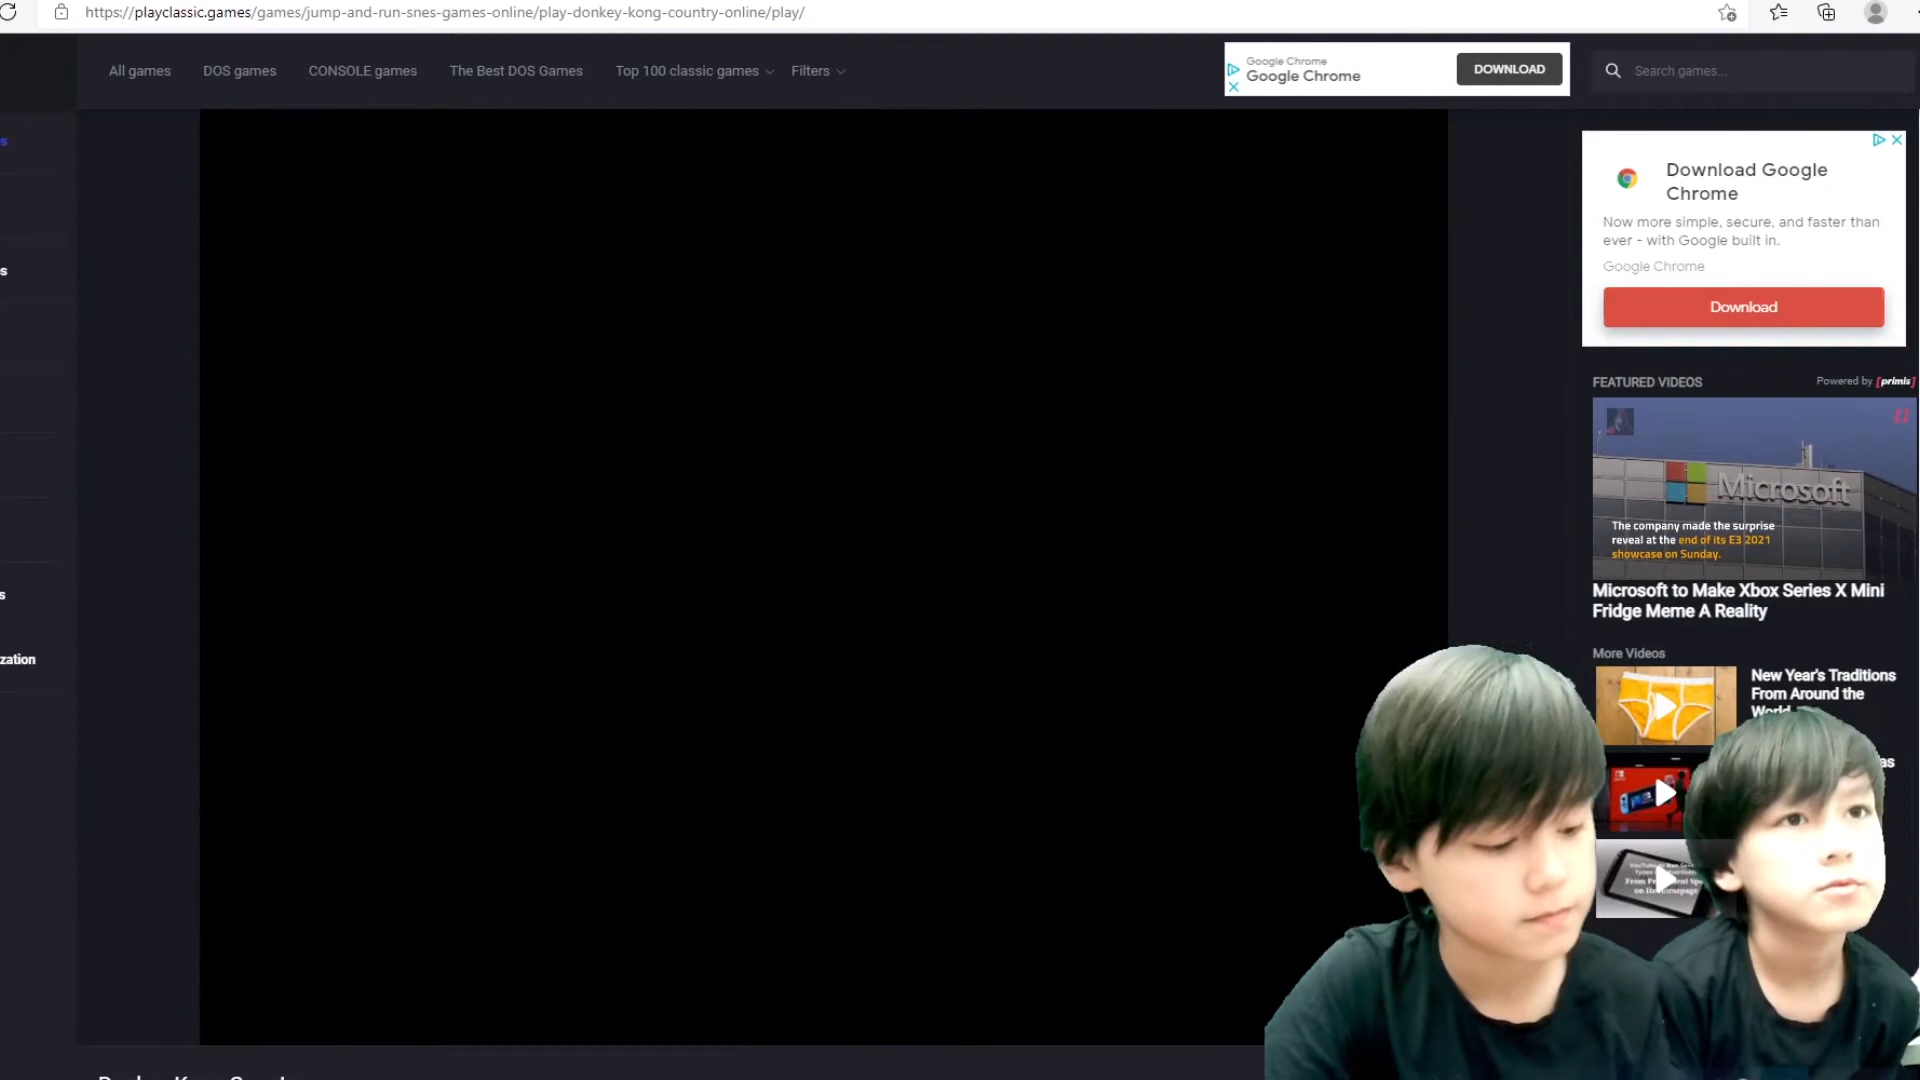 https://playclassic.games/games/jump-and-run-snes-games-online/play-donkey-kong-country-online/play/
All games
DOS games
CONSOLE games
The Best DOS Games
Top 100 classic games
Filters
Google Chrome
Google Chrome
DOWNLOAD
Search games...
s
s
s
zation
Download Google
Chrome
Now more simple, secure, and faster than
ever - with Google built in.
Google Chrome
Download
FEATURED VIDEOS
Powered by [primis]
Microsoft
The company made the surprise
reveal at the end of its E3 2021
showcase on Sunday.
Microsoft to Make Xbox Series X Mini
Fridge Meme A Reality
More Videos
New Year's Traditions
From Around the
World
as
on Its Homepage